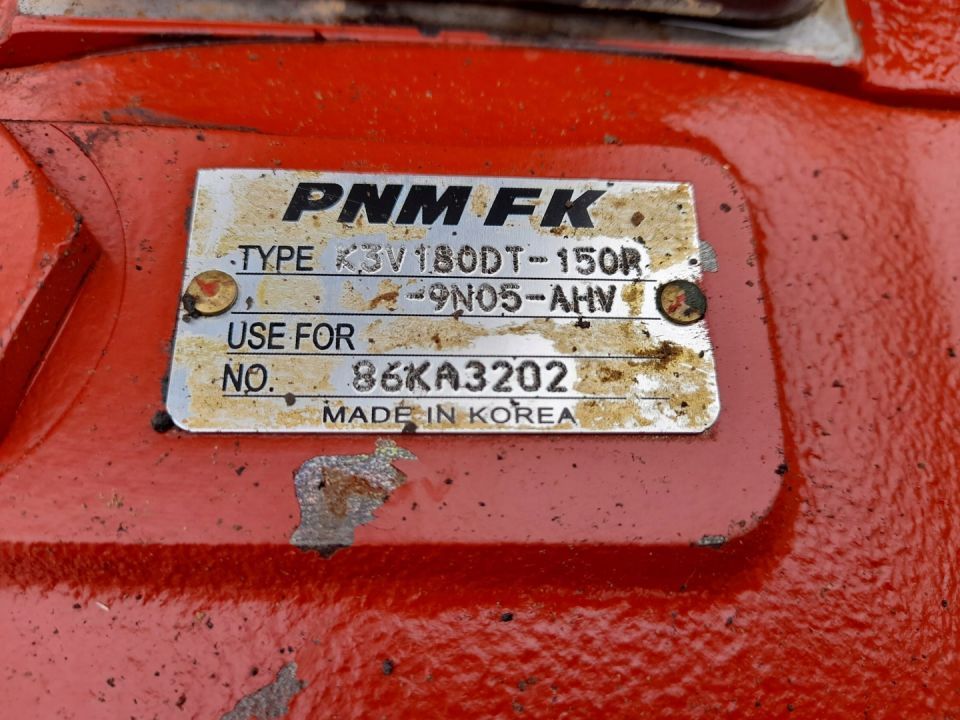 PNM FK
TYPE K3V180DT-150R
-9N05-AHV
USE FOR
NO. 86KA3202
MADE IN KOREA